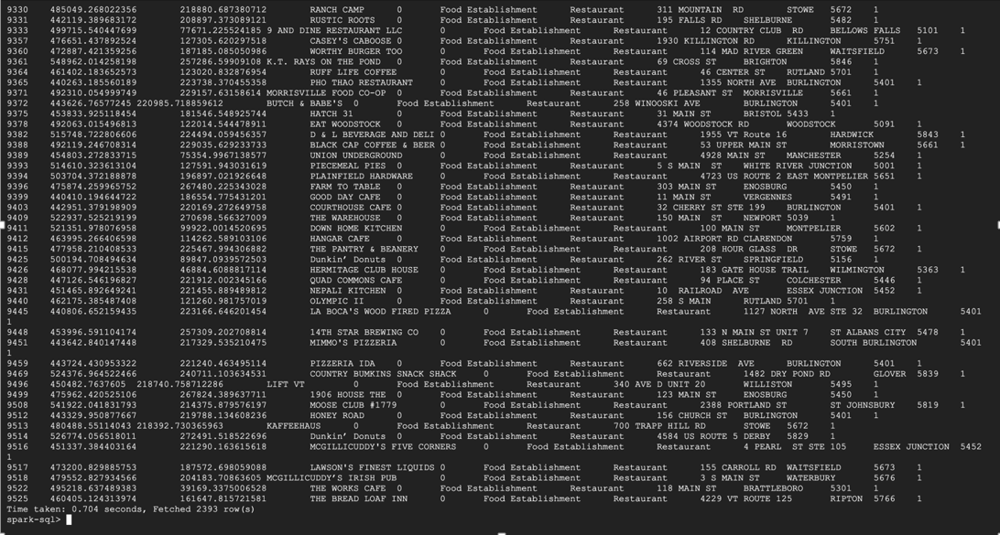 9330 485049.268022356 218880.687380712 RANCH CAMP 0 Food Establishment Restaurant 311 MOUNTAIN RD STOWE 5672 1
9331 442119.389683172 208897.373089121 RUSTIC ROOTS 0 Food Establishment Restaurant 195 FALLS RD SHELBURNE 5482 1
9333 499715.540447699 77671.225524185 9 AND DINE RESTAURANT LLC 0 Food Establishment Restaurant 12 COUNTRY CLUB RD BELLOWS FALLS 5101 1
9357 476651.437892524 127305.620297518 CASEY'S CABOOSE 0 Food Establishment Restaurant 1930 KILLINGTON RD KILLINGTON 5751 1
9360 472887.421359256 187185.085050986 WORTHY BURGER TOO 0 Food Establishment Restaurant 114 MAD RIVER GREEN WAITSFIELD 5673 1
9361 548962.014258198 257286.59909108 K.T. RAYS ON THE POND 0 Food Establishment Restaurant 69 CROSS ST BRIGHTON 5846 1
9364 461402.183652573 123020.832876954 RUFF LIFE COFFEE 0 Food Establishment Restaurant 46 CENTER ST RUTLAND 5701 1
9365 440263.185560189 223738.370455358 PHO THAO RESTAURANT 0 Food Establishment Restaurant 1355 NORTH AVE BURLINGTON 5401 1
9371 492310.054999749 229157.63158614 MORRISVILLE FOOD CO-OP 0 Food Establishment Restaurant 46 PLEASANT ST MORRISVILLE 5661 1
9372 443626.76577245 220985.718859612 BUTCH & BABE'S 0 Food Establishment Restaurant 258 WINOOSKI AVE BURLINGTON 5401 1
9375 453833.925118454 181546.548925744 HATCH 31 0 Food Establishment Restaurant 31 MAIN ST BRISTOL 5433 1
9378 492063.015496813 122014.544478911 EAT WOODSTOCK 0 Food Establishment Restaurant 4374 WOODSTOCK RD WOODSTOCK 5091 1
9382 515748.722806606 224494.059456357 D & L BEVERAGE AND DELI 0 Food Establishment Restaurant 1955 VT Route 16 HARDWICK 5843 1
9388 492119.246708314 229035.629233733 BLACK CAP COFFEE & BEER 0 Food Establishment Restaurant 53 UPPER MAIN ST MORRISTOWN 5661 1
9389 454803.272833715 75354.9967138577 UNION UNDERGROUND 0 Food Establishment Restaurant 4928 MAIN ST MANCHESTER 5254 1
9393 514610.323613104 127591.943031619 PIECEMEAL PIES 0 Food Establishment Restaurant 5 S MAIN ST WHITE RIVER JUNCTION 5001 1
9394 503704.372188878 196897.021926648 PLAINFIELD HARDWARE 0 Food Establishment Restaurant 4723 US ROUTE 2 EAST MONTPELIER 5651 1
9396 475874.259965752 267480.225343028 FARM TO TABLE 0 Food Establishment Restaurant 303 MAIN ST ENOSBURG 5450 1
9399 440410.194644722 186554.775431201 GOOD DAY CAFE 0 Food Establishment Restaurant 11 MAIN ST VERGENNES 5491 1
9403 442951.379198909 220169.272649758 COURTHOUSE CAFE 0 Food Establishment Restaurant 32 CHERRY ST STE 199 BURLINGTON 5401 1
9409 522937.525219199 270698.566327009 THE WAREHOUSE 0 Food Establishment Restaurant 150 MAIN ST NEWPORT 5039 1
9411 521351.978076958 99922.0014520695 DOWN HOME KITCHEN 0 Food Establishment Restaurant 100 MAIN ST MONTPELIER 5602 1
9412 463995.266406598 114262.589103106 HANGAR CAFE 0 Food Establishment Restaurant 1002 AIRPORT RD CLARENDON 5759 1
9415 477958.210408533 225467.994306882 THE PANTRY & BEANERY 0 Food Establishment Restaurant 208 HOUR GLASS DR STOWE 5672 1
9425 500194.708494634 89847.0939572503 Dunkin’ Donuts 0 Food Establishment Restaurant 262 RIVER ST SPRINGFIELD 5156 1
9426 468077.994215538 46884.6088817114 HERMITAGE CLUB HOUSE 0 Food Establishment Restaurant 183 GATE HOUSE TRAIL WILMINGTON 5363 1
9428 447126.546196827 221912.002345166 QUAD COMMONS CAFE 0 Food Establishment Restaurant 94 PLACE ST COLCHESTER 5446 1
9431 451465.892649241 221455.889489812 NEPALI KITCHEN 0 Food Establishment Restaurant 10 RAILROAD AVE ESSEX JUNCTION 5452 1
9440 462175.385487408 121260.981757019 OLYMPIC II 0 Food Establishment Restaurant 258 S MAIN RUTLAND 5701 1
9445 440806.652159435 223166.646201454 LA BOCA'S WOOD FIRED PIZZA 0 Food Establishment Restaurant 1127 NORTH AVE STE 32 BURLINGTON 5401
1
9448 453996.591104174 257309.202708814 14TH STAR BREWING CO 0 Food Establishment Restaurant 133 N MAIN ST UNIT 7 ST ALBANS CITY 5478 1
9451 443642.840147448 217329.535210475 MIMMO'S PIZZERIA 0 Food Establishment Restaurant 408 SHELBURNE RD SOUTH BURLINGTON 5401
1
9459 443724.430953322 221240.463495114 PIZZERIA IDA 0 Food Establishment Restaurant 662 RIVERSIDE AVE BURLINGTON 5401 1
9469 524376.964522466 240711.103634531 COUNTRY BUMKINS SNACK SHACK 0 Food Establishment Restaurant 1482 DRY POND RD GLOVER 5839 1
9496 450482.7637605 218740.758712286 LIFT VT 0 Food Establishment Restaurant 340 AVE D UNIT 20 WILLISTON 5495 1
9499 475962.420525106 267824.389637711 1906 HOUSE THE 0 Food Establishment Restaurant 123 MAIN ST ENOSBURG 5450 1
9508 541922.041831793 214375.879576197 MOOSE CLUB #1779 0 Food Establishment Restaurant 2388 PORTLAND ST ST JOHNSBURY 5819 1
9512 443329.950877667 219788.134608236 HONEY ROAD 0 Food Establishment Restaurant 156 CHURCH ST BURLINGTON 5401 1
9513 480488.55114043 218392.730365963 KAFFEEHAUS 0 Food Establishment Restaurant 700 TRAPP HILL RD STOWE 5672 1
9514 526774.056518011 272491.518522696 Dunkin’ Donuts 0 Food Establishment Restaurant 4584 US ROUTE 5 DERBY 5829 1
9516 451337.384403164 221290.163615618 MCGILLICUDDY'S FIVE CORNERS 0 Food Establishment Restaurant 4 PEARL ST STE 105 ESSEX JUNCTION 5452
1
9517 473200.829885753 187572.698059088 LAWSON'S FINEST LIQUIDS 0 Food Establishment Restaurant 155 CARROLL RD WAITSFIELD 5673 1
9518 479552.827934566 204183.70863605 MCGILLICUDDY'S IRISH PUB 0 Food Establishment Restaurant 3 S MAIN ST WATERBURY 5676 1
9522 495218.637489383 39169.3375006528 THE WORKS CAFE 0 Food Establishment Restaurant 118 MAIN ST BRATTLEBORO 5301 1
9525 460405.124313974 161647.815721581 THE BREAD LOAF INN 0 Food Establishment Restaurant 4229 VT ROUTE 125 RIPTON 5766 1
Time taken: 0.704 seconds, Fetched 2393 row(s)
spark-sql>